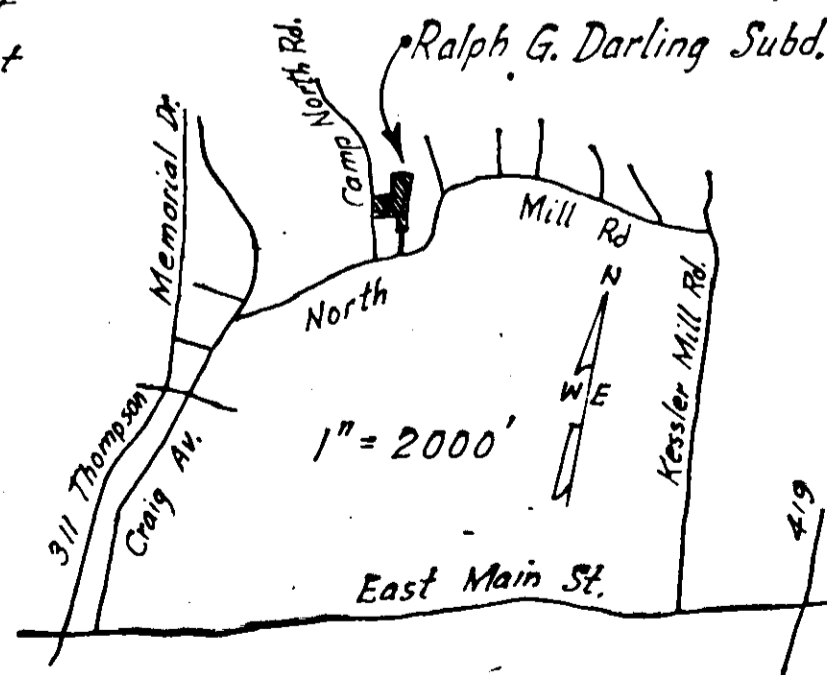 t
Ralph G. Darling Subd.
Camp North Rd.
Memorial Dr.
North Mill Rd
N
W E
Kessler Mill Rd.
1" = 2000'
311 Thompson
Craig Av.
419
East Main St.